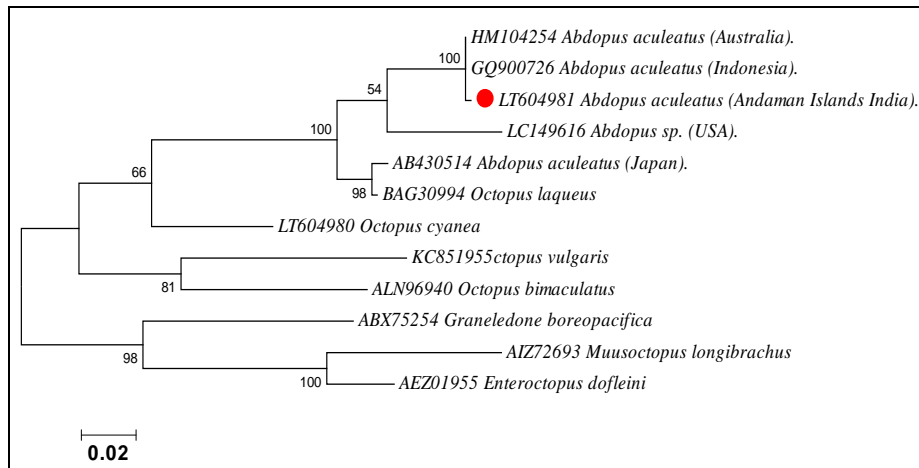 HM104254 Abdopus aculeatus (Australia).
100
GQ900726 Abdopus aculeatus (Indonesia).
54
LT604981 Abdopus aculeatus (Andaman Islands India).
100
LC149616 Abdopus sp. (USA).
66
AB430514 Abdopus aculeatus (Japan).
98
BAG30994 Octopus laqueus
LT604980 Octopus cyanea
KC851955ctopus vulgaris
81
ALN96940 Octopus bimaculatus
ABX75254 Graneledone boreopacifica
98
AIZ72693 Muusoctopus longibrachus
100
AEZ01955 Enteroctopus dofleini
0.02